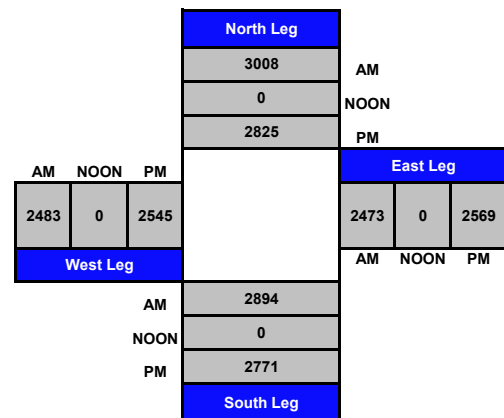 North Leg
3008 AM
0 NOON
2825 PM
AM NOON PM
East Leg
2483 0 2545
2473 0 2569
West Leg
AM NOON PM
AM 2894
NOON 0
PM 2771
South Leg